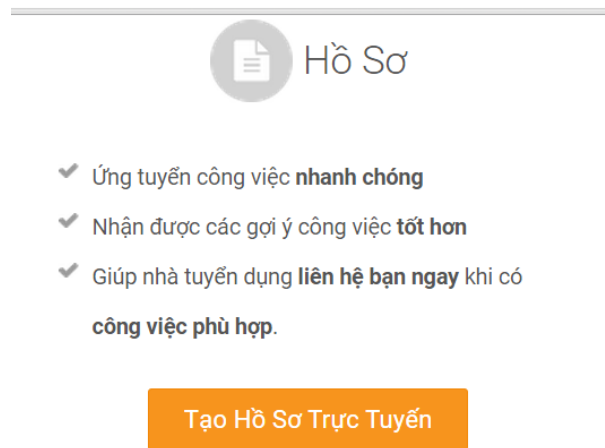 Hồ Sơ
Ứng tuyển công việc nhanh chóng
Nhận được các gợi ý công việc tốt hơn
Giúp nhà tuyển dụng liên hệ bạn ngay khi có
công việc phù hợp.
Tạo Hồ Sơ Trực Tuyến